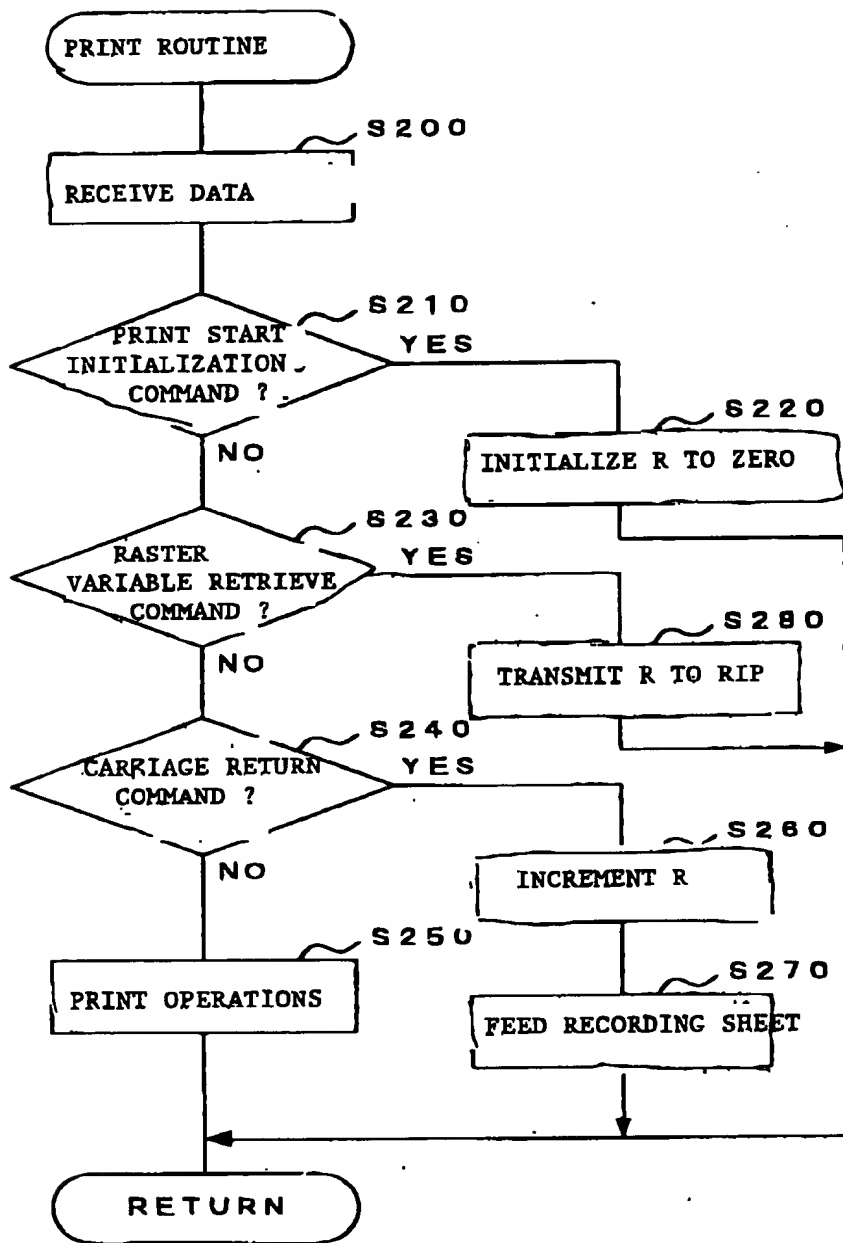 PRINT ROUTINE
S200
RECEIVE DATA
S210
PRINT START
INITIALIZATION
COMMAND ?
YES
NO
S220
INITIALIZE R TO ZERO
S230
RASTER
VARIABLE RETRIEVE
COMMAND ?
YES
NO
S280
TRANSMIT R TO RIP
S240
CARRIAGE RETURN
COMMAND ?
YES
NO
S260
INCREMENT R
S250
PRINT OPERATIONS
S270
FEED RECORDING SHEET
RETURN